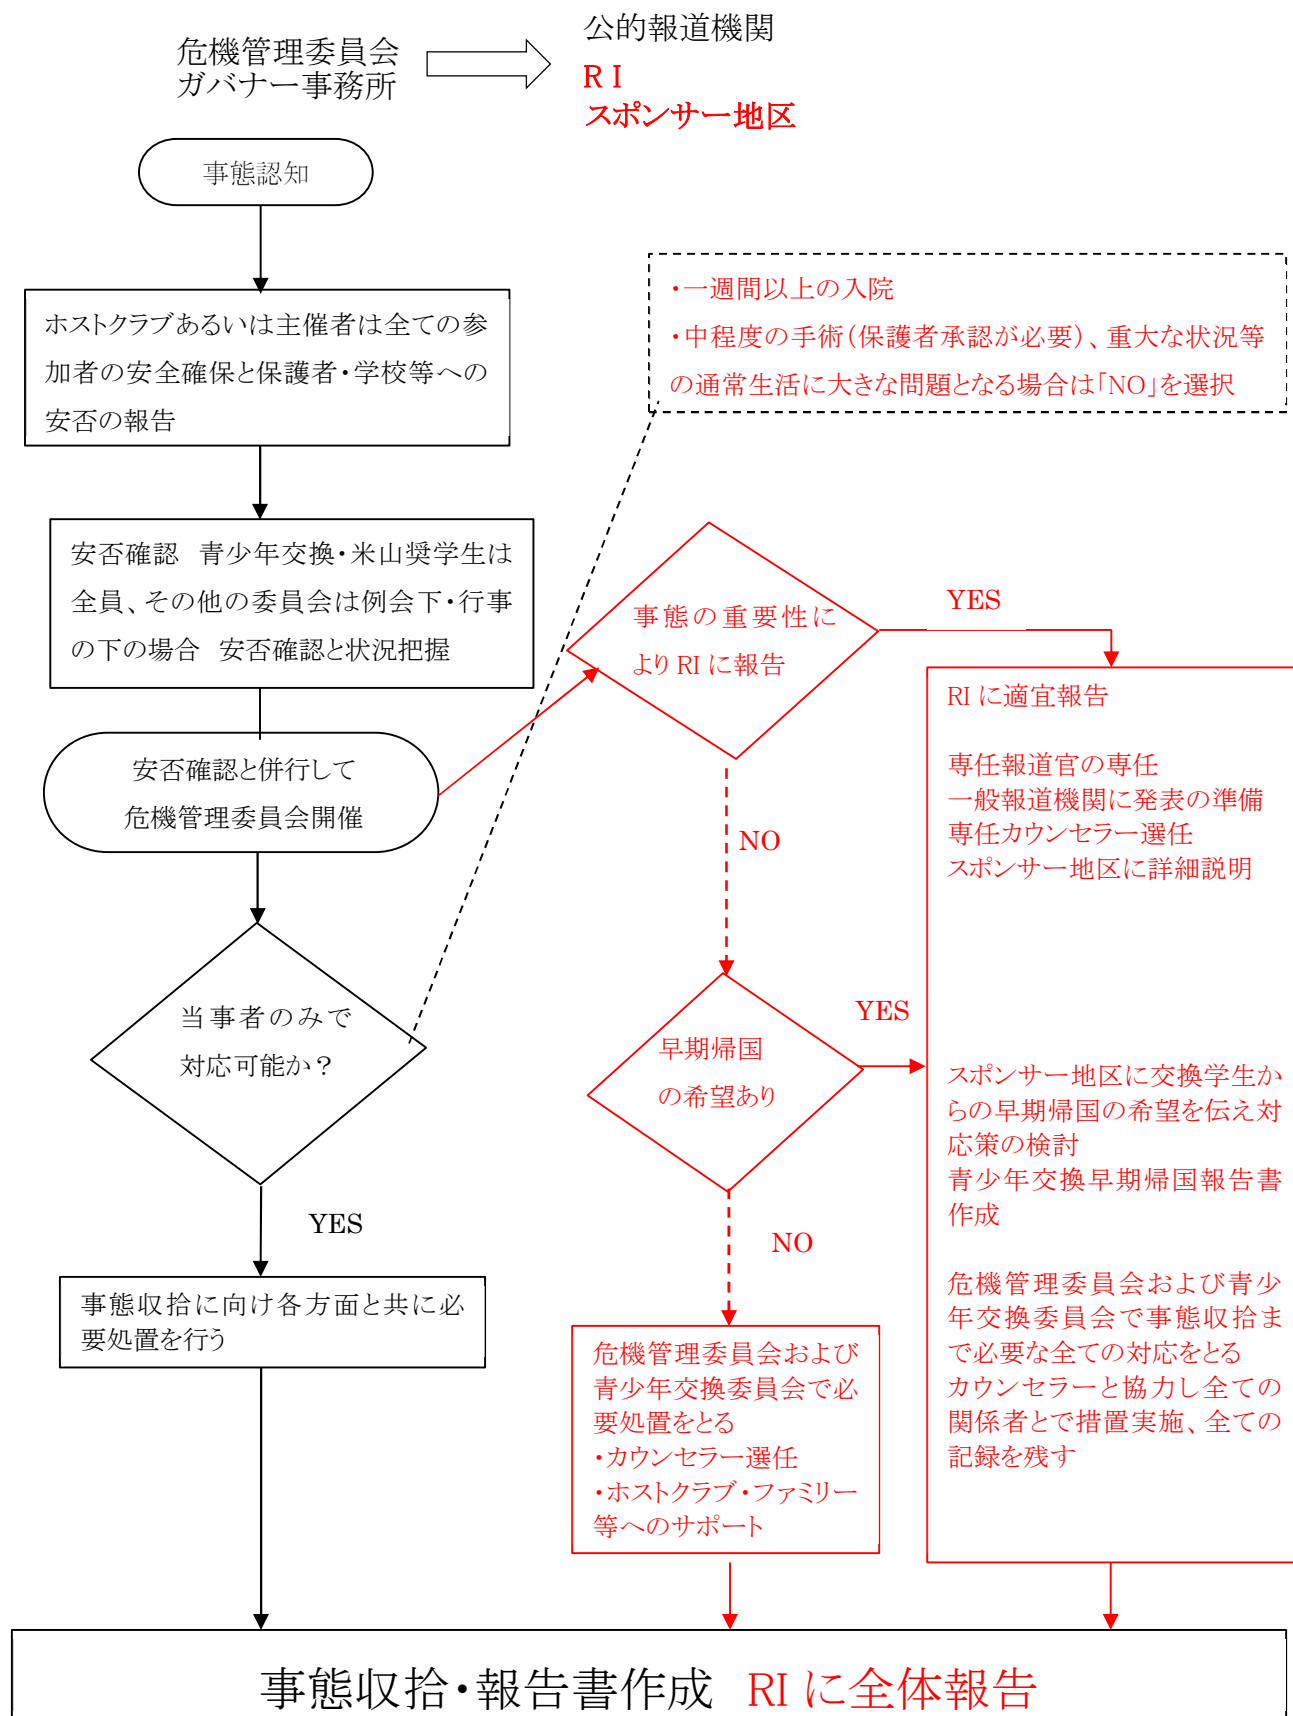 危機管理委員会
ガバナー事務所
公的報道機関
ＲＩ
スポンサー地区
事態認知
・一週間以上の入院
・中程度の手術(保護者承認が必要)、重大な状況等
の通常生活に大きな問題となる場合は「NO」を選択
ホストクラブあるいは主催者は全ての参
加者の安全確保と保護者・学校等への
安否の報告
安否確認　青少年交換・米山奨学生は
全員、その他の委員会は例会下・行事
の下の場合　安否確認と状況把握
事態の重要性に
より RI に報告
YES
安否確認と併行して
危機管理委員会開催
NO
RI に適宜報告
専任報道官の専任
一般報道機関に発表の準備
専任カウンセラー選任
スポンサー地区に詳細説明
当事者のみで
対応可能か？
早期帰国
の希望あり
YES
スポンサー地区に交換学生か
らの早期帰国の希望を伝え対
応策の検討
青少年交換早期帰国報告書
作成
YES
NO
危機管理委員会および青少
年交換委員会で事態収拾ま
で必要な全ての対応をとる
カウンセラーと協力し全ての
関係者とで措置実施、全ての
記録を残す
事態収拾に向け各方面と共に必
要処置を行う
危機管理委員会および
青少年交換委員会で必
要処置をとる
・カウンセラー選任
・ホストクラブ・ファミリー
等へのサポート
事態収拾・報告書作成　RI に全体報告